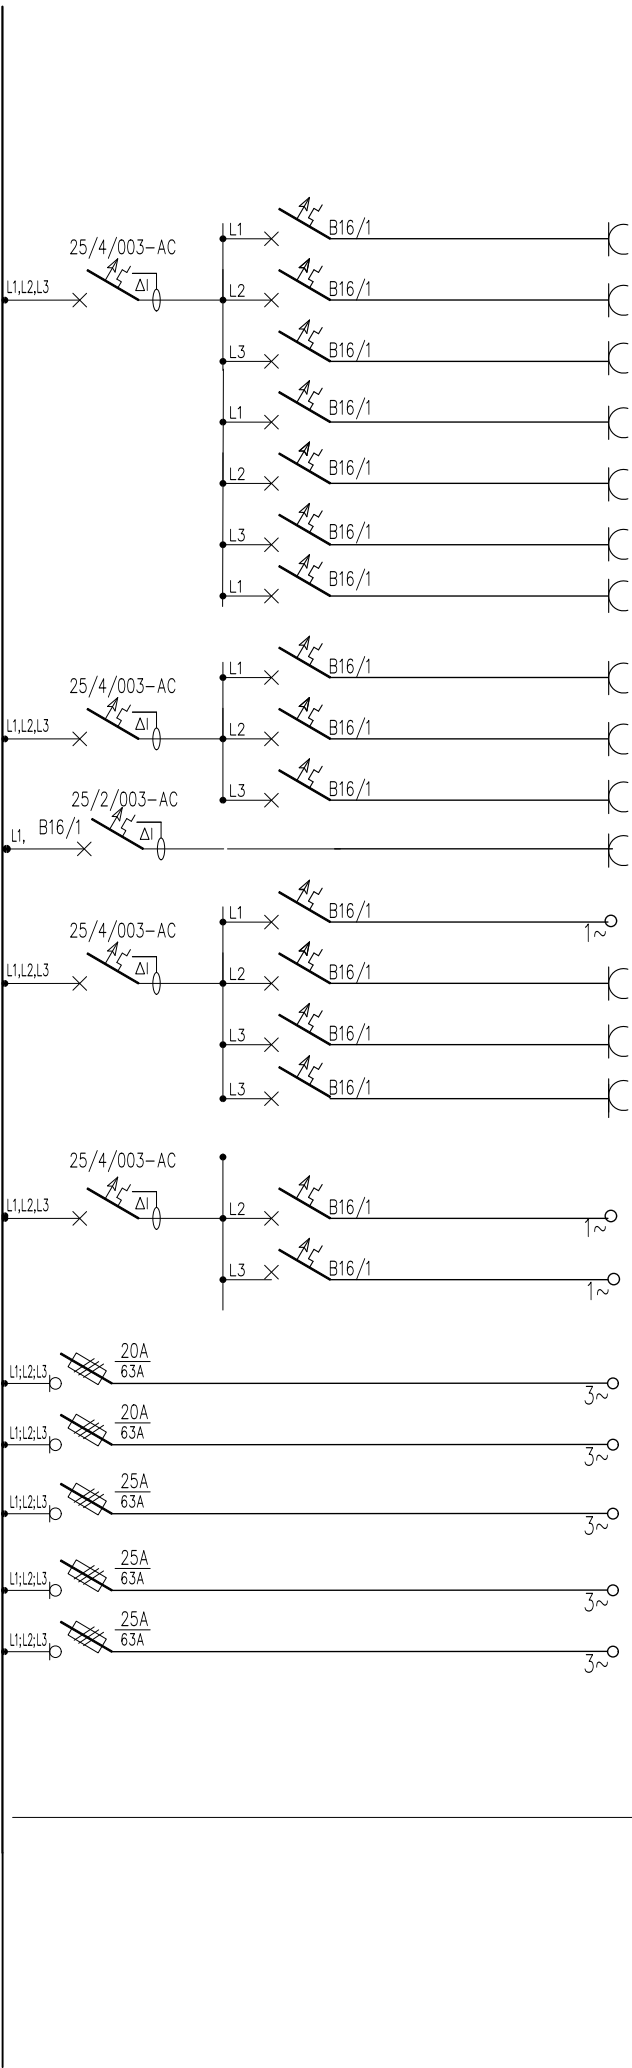 L1 B16/1
25/4/003-AC
L1,L2,L3 ΔI L2 B16/1
L3 B16/1
L1 B16/1
L2 B16/1
L3 B16/1
L1 B16/1
L1 B16/1
25/4/003-AC
L1,L2,L3 ΔI L2 B16/1
L3 B16/1
25/2/003-AC
L1, B16/1 ΔI
L1 B16/1 1~
25/4/003-AC
L1,L2,L3 ΔI L2 B16/1
L3 B16/1
L3 B16/1
25/4/003-AC
L1,L2,L3 ΔI L2 B16/1 1~
L3 B16/1 1~
20A
L1;L2;L3 63A 3~
20A
L1;L2;L3 63A 3~
25A
L1;L2;L3 63A 3~
25A
L1;L2;L3 63A 3~
25A
L1;L2;L3 63A 3~